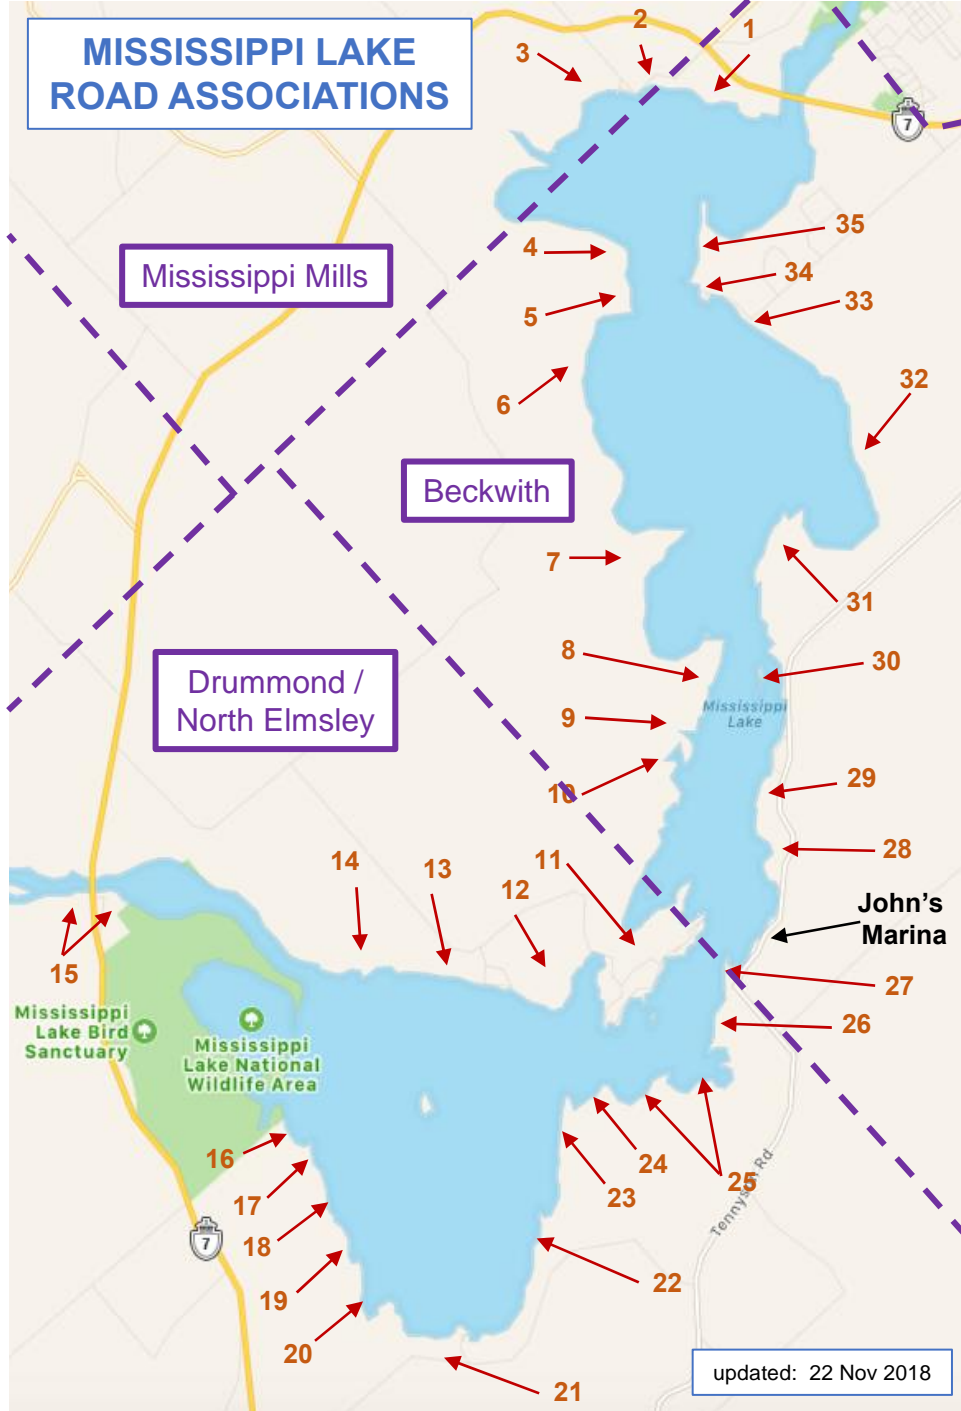 MISSISSIPPI LAKE
ROAD ASSOCIATIONS
1
2
3
7
35
4
34
Mississippi Mills
33
5
32
6
Beckwith
7
31
8
30
Drummond /
North Elmsley
Mississippi
Lake
9
29
10
28
11
14
13
12
John's
Marina
15
27
Mississippi
Lake Bird
Sanctuary
26
Mississippi
Lake National
Wildlife Area
16
24
25
17
23
Tennyson Rd
18
7
22
19
20
21
updated: 22 Nov 2018